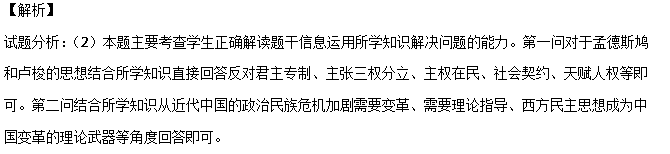 【解析】
试题分析：（2）本题主要考查学生正确解读题干信息运用所学知识解决问题的能力。第一问对于孟德斯鸠
和卢梭的思想结合所学知识直接回答反对君主专制、主张三权分立、主权在民、社会契约、天赋人权等即
可。第二问结合所学知识从近代中国的政治民族危机加剧需要变革、需要理论指导、西方民主思想成为中
国变革的理论武器等角度回答即可。